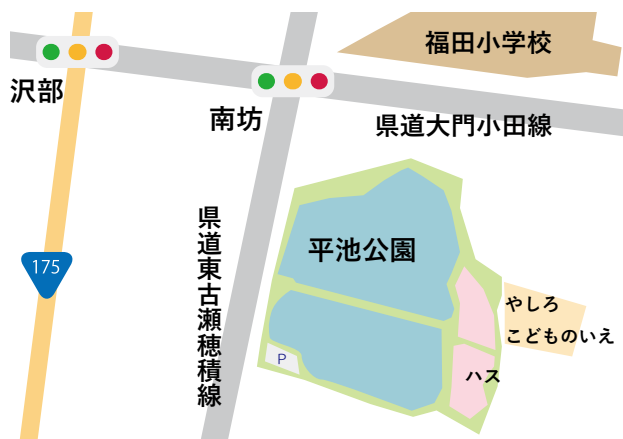 福田小学校
沢部
南坊
県道大門小田線
県道東古瀬穂積線
平池公園
175
やしろ
こどものいえ
P
ハス